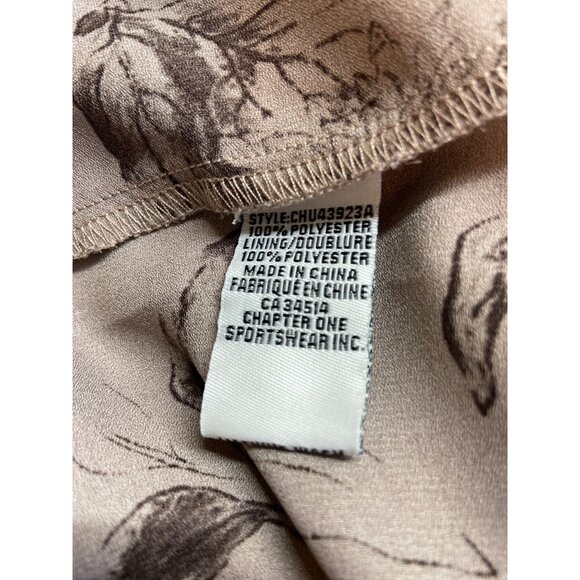 STYLE:CHU43923A
100% POLYESTER
LINING/DOUBLURE
100% POLYESTER
MADE IN CHINA
FABRIQUÉ EN CHINE
CA 34514
CHAPTER ONE
SPORTSWEAR INC.